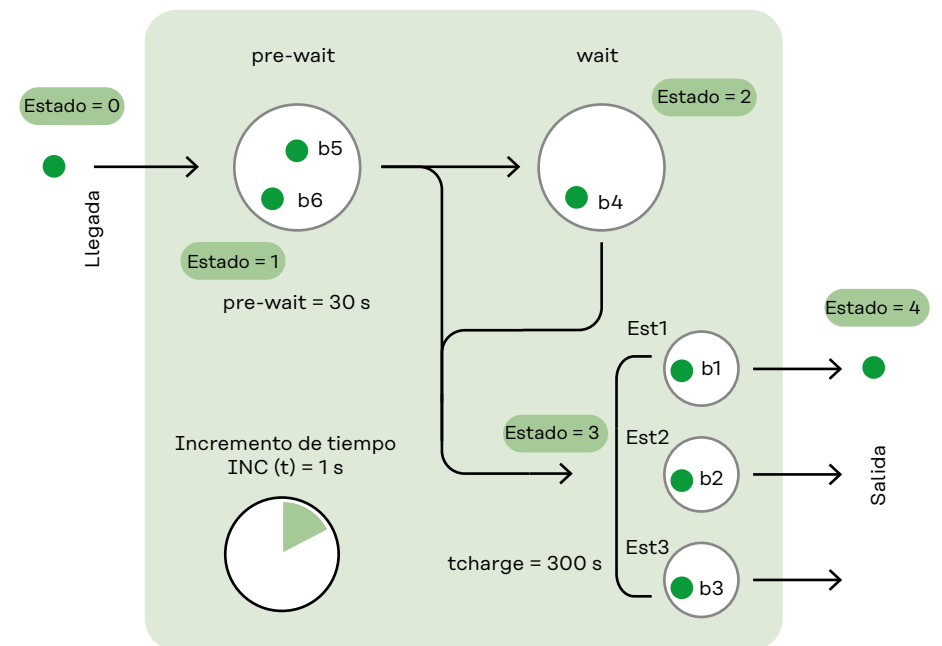 pre-wait
wait
Estado = 0
Estado = 2
b5
b6
b4
Llegada
Estado = 1
pre-wait = 30 s
Estado = 4
Est1
b1
Estado = 3
Est2
b2
Salida
Incremento de tiempo
INC (t) = 1 s
Est3
tcharge = 300 s
b3